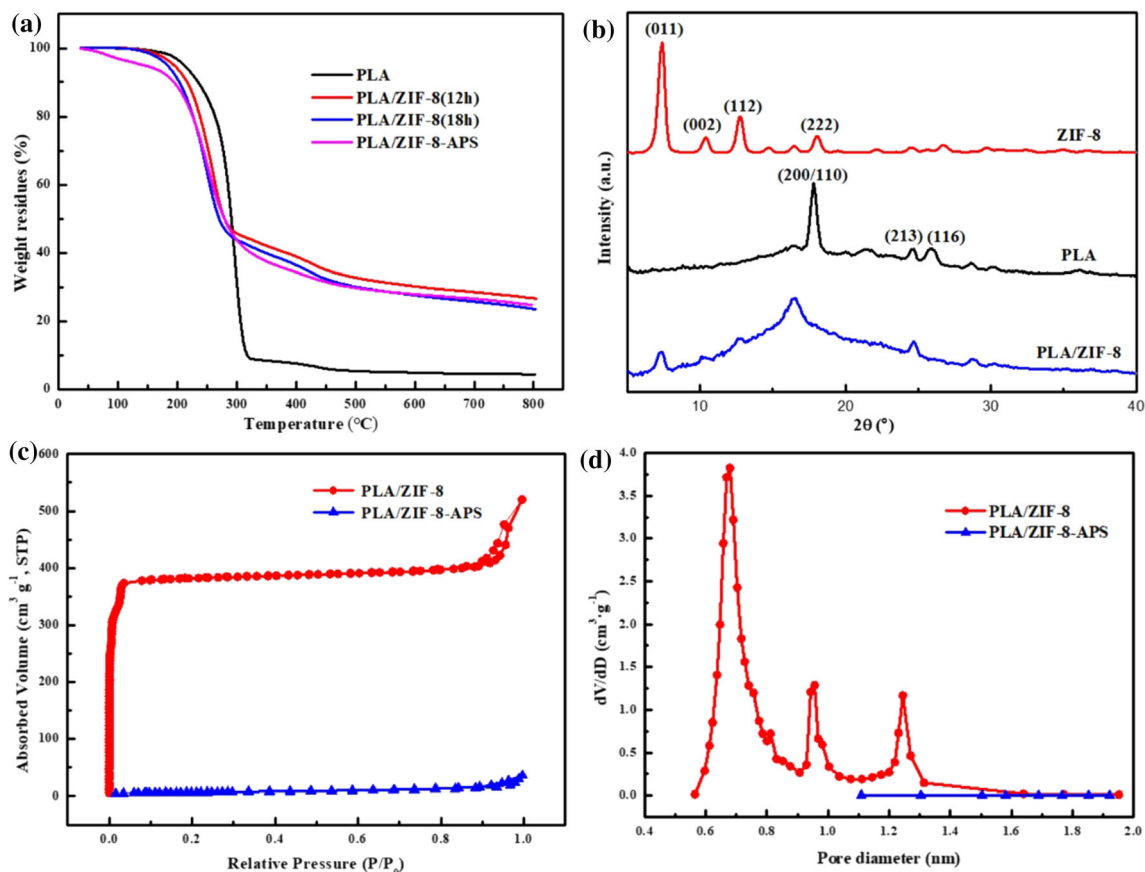 (a)
100
80
60
40
20
0
Weight residues (%)
0
100
200
300
400
500
600
700
800
Temperature (°C)
PLA
PLA/ZIF-8(12h)
PLA/ZIF-8(18h)
PLA/ZIF-8-APS
(b)
Intensity (a.u.)
(011)
(002)
(112)
(222)
ZIF-8
(200/110)
(213)
(116)
PLA
PLA/ZIF-8
10
20
30
40
2θ (°)
(c)
600
500
400
300
200
100
0
Absorbed Volume (cm³ g⁻¹, STP)
PLA/ZIF-8
PLA/ZIF-8-APS
0.0
0.2
0.4
0.6
0.8
1.0
Relative Pressure (P/P₀)
(d)
4.0
3.5
3.0
2.5
2.0
1.5
1.0
0.5
0.0
dV/dD (cm³·g⁻¹)
PLA/ZIF-8
PLA/ZIF-8-APS
0.4
0.6
0.8
1.0
1.2
1.4
1.6
1.8
2.0
Pore diameter (nm)